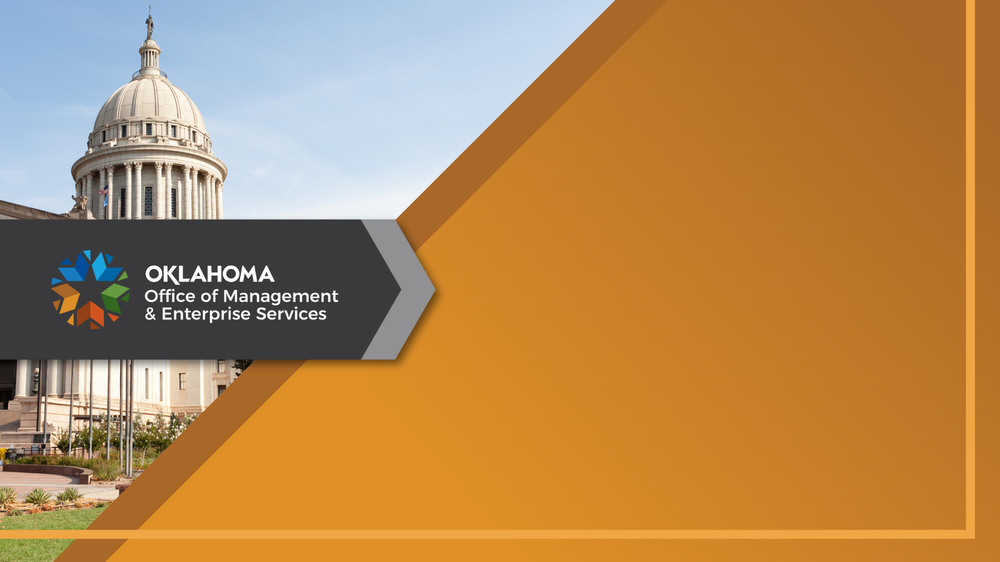 OKLAHOMA
Office of Management
& Enterprise Services